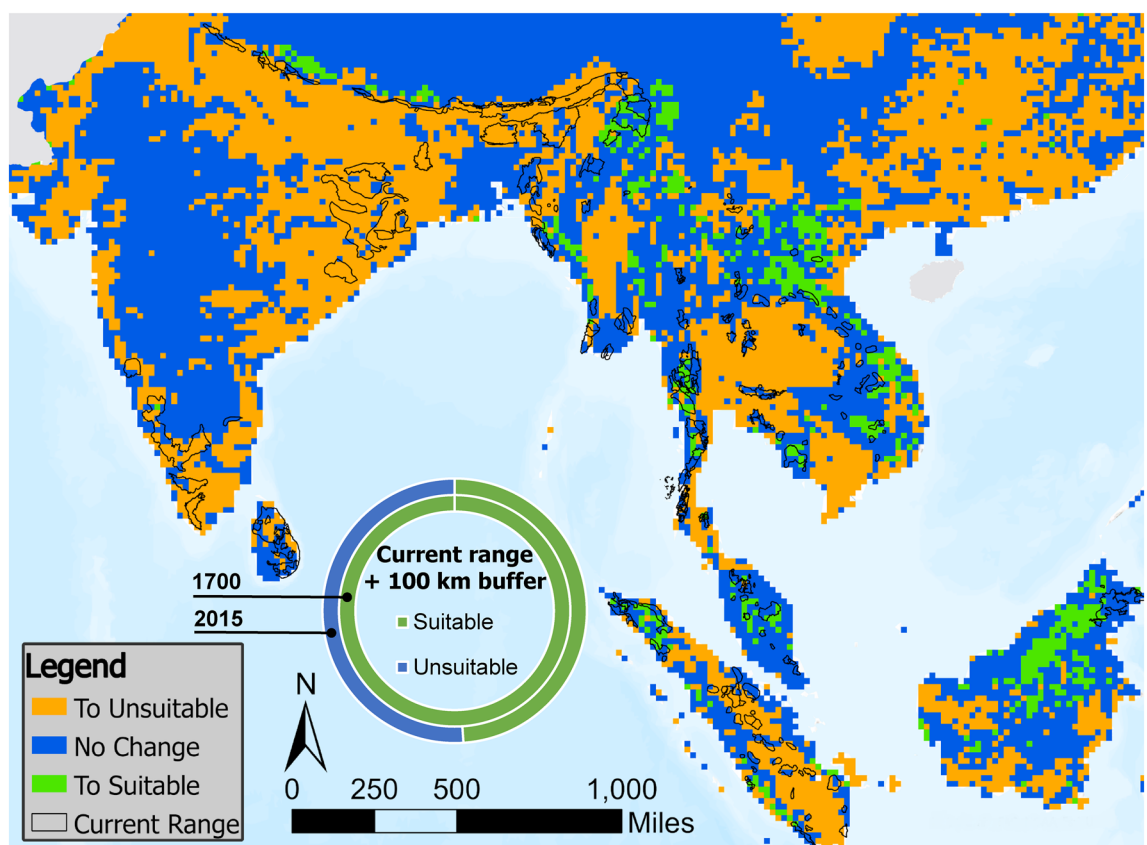 Current range
+ 100 km buffer
Suitable
Unsuitable
1700
2015
Legend
To Unsuitable
No Change
To Suitable
Current Range
N
0 250 500 1,000
Miles